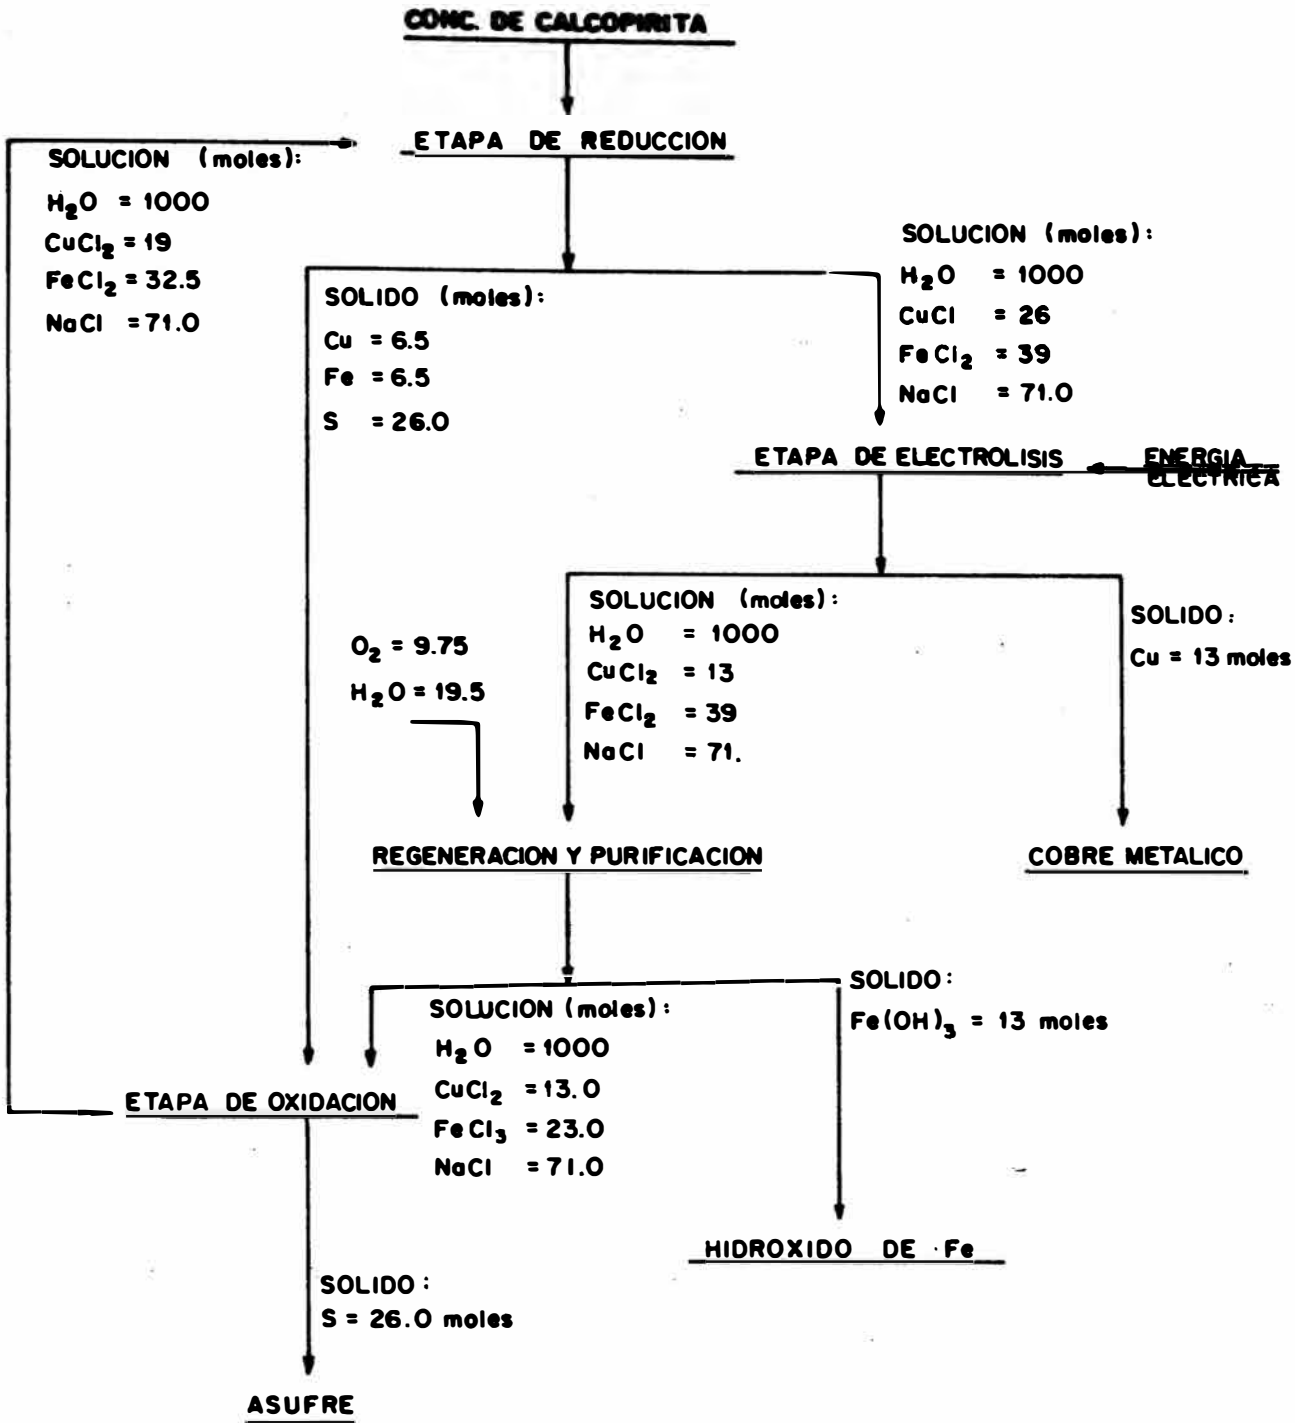 CONC. DE CALCOPIRITA
ETAPA DE REDUCCION
SOLUCION (moles):
H₂O = 1000
CuCl₂ = 19
FeCl₂ = 32.5
NaCl = 71.0
SOLIDO (moles):
Cu = 6.5
Fe = 6.5
S = 26.0
SOLUCION (moles):
H₂O = 1000
CuCl = 26
FeCl₂ = 39
NaCl = 71.0
ETAPA DE ELECTROLISIS
ENERGIA
ELECTRICA
O₂ = 9.75
H₂O = 19.5
SOLUCION (moles):
H₂O = 1000
CuCl₂ = 13
FeCl₂ = 39
NaCl = 71.
SOLIDO:
Cu = 13 moles
REGENERACION Y PURIFICACION
COBRE METALICO
SOLUCION (moles):
H₂O = 1000
CuCl₂ = 13.0
FeCl₃ = 23.0
NaCl = 71.0
SOLIDO:
Fe(OH)₃ = 13 moles
ETAPA DE OXIDACION
HIDROXIDO DE Fe
SOLIDO:
S = 26.0 moles
ASUFRE